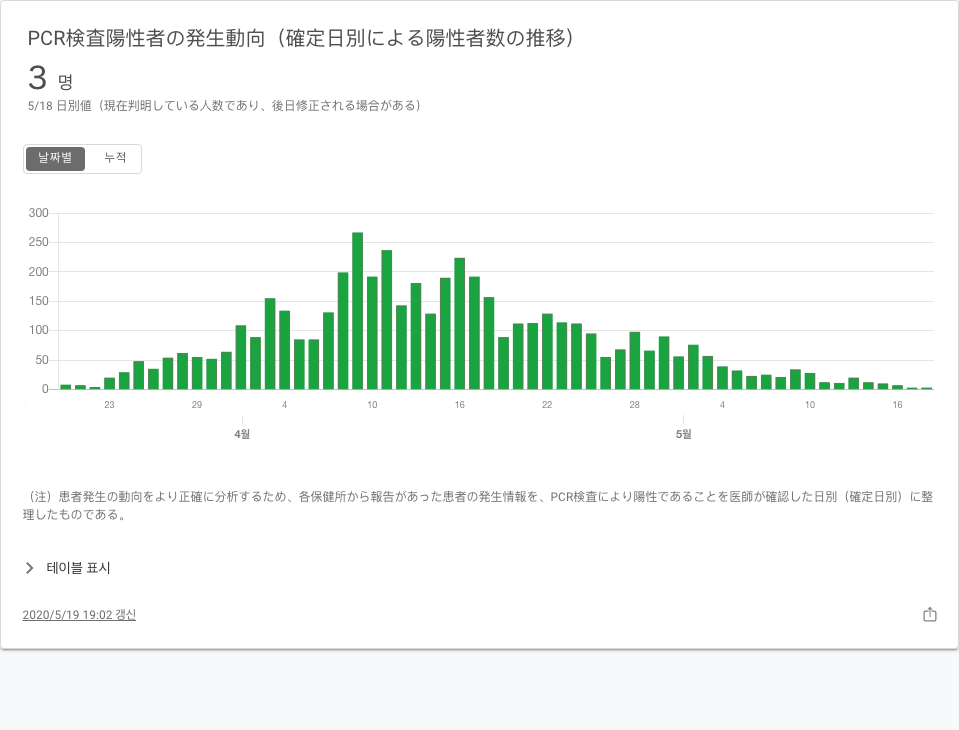 PCR検査陽性者の発生動向（確定日別による陽性者数の推移）
3 명
5/18 日別値（現在判明している人数であり、後日修正される場合がある）
날짜별 누적
300
250
200
150
100
50
0
23 29 4 10 16 22 28 4 10 16
4월 5월
（注）患者発生の動向をより正確に分析するため、各保健所から報告があった患者の発生情報を、PCR検査により陽性であることを医師が確認した日別（確定日別）に整
理したものである。
테이블 표시
2020/5/19 19:02 갱신